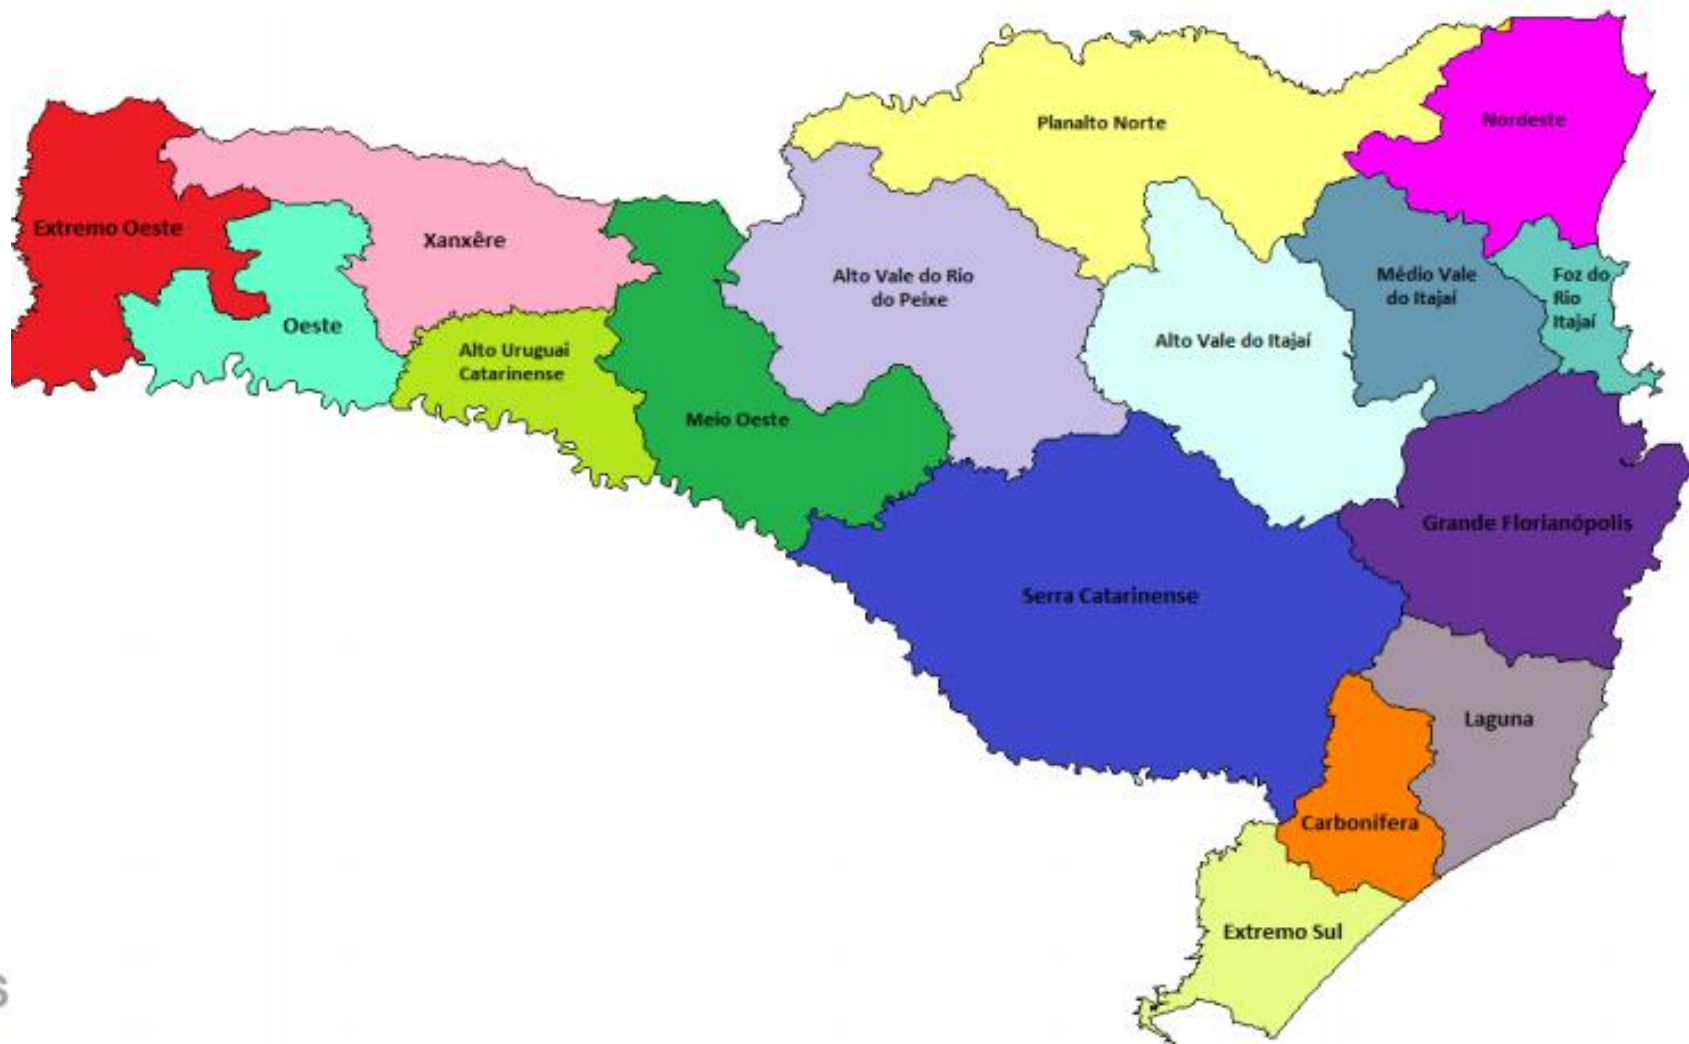 Planalto Norte
Nordeste
Extremo Oeste
Xanxêre
Alto Vale do Rio
do Peixe
Médio Vale
do Itajaí
Foz do
Rio
Itajaí
Oeste
Alto Uruguai
Catarinense
Alto Vale do Itajaí
Meio Oeste
Grande Florianópolis
Serra Catarinense
Laguna
Carbonífera
Extremo Sul
s